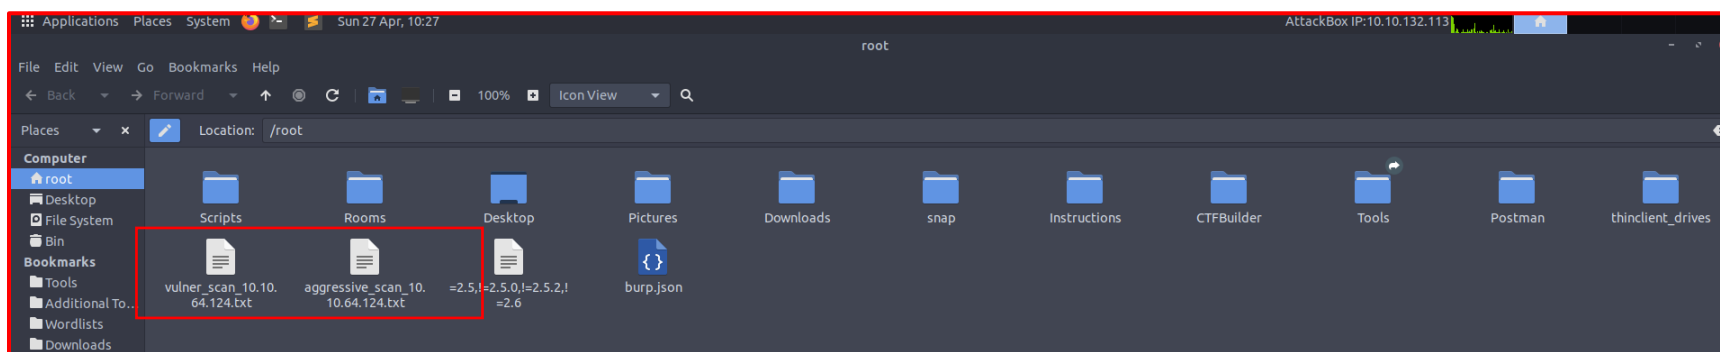 Applications Places System Sun 27 Apr, 10:27 AttackBox IP:10.10.132.113
root
File Edit View Go Bookmarks Help
Back Forward 100% Icon View
Places Location: /root
Computer
root
Desktop
File System
Bin
Bookmarks
Tools
Additional To...
Wordlists
Downloads
Scripts Rooms Desktop Pictures Downloads snap Instructions CTFBuilder Tools Postman thinclient_drives
vulner_scan_10.10.
64.124.txt
aggressive_scan_10.
10.64.124.txt
=2.5,!=2.5.0,!=2.5.2,!
=2.6
burp.json